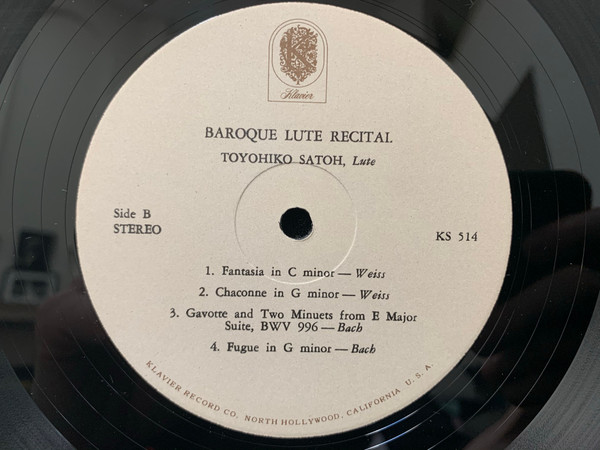 K
Klavier
BAROQUE LUTE RECITAL
TOYOHIKO SATOH, Lute
Side B
STEREO
KS 514
1. Fantasia in C minor — Weiss
2. Chaconne in G minor — Weiss
3. Gavotte and Two Minuets from E Major
Suite, BWV 996 — Bach
4. Fugue in G minor — Bach
KLAVIER RECORD CO. NORTH HOLLYWOOD, CALIFORNIA U. S. A.